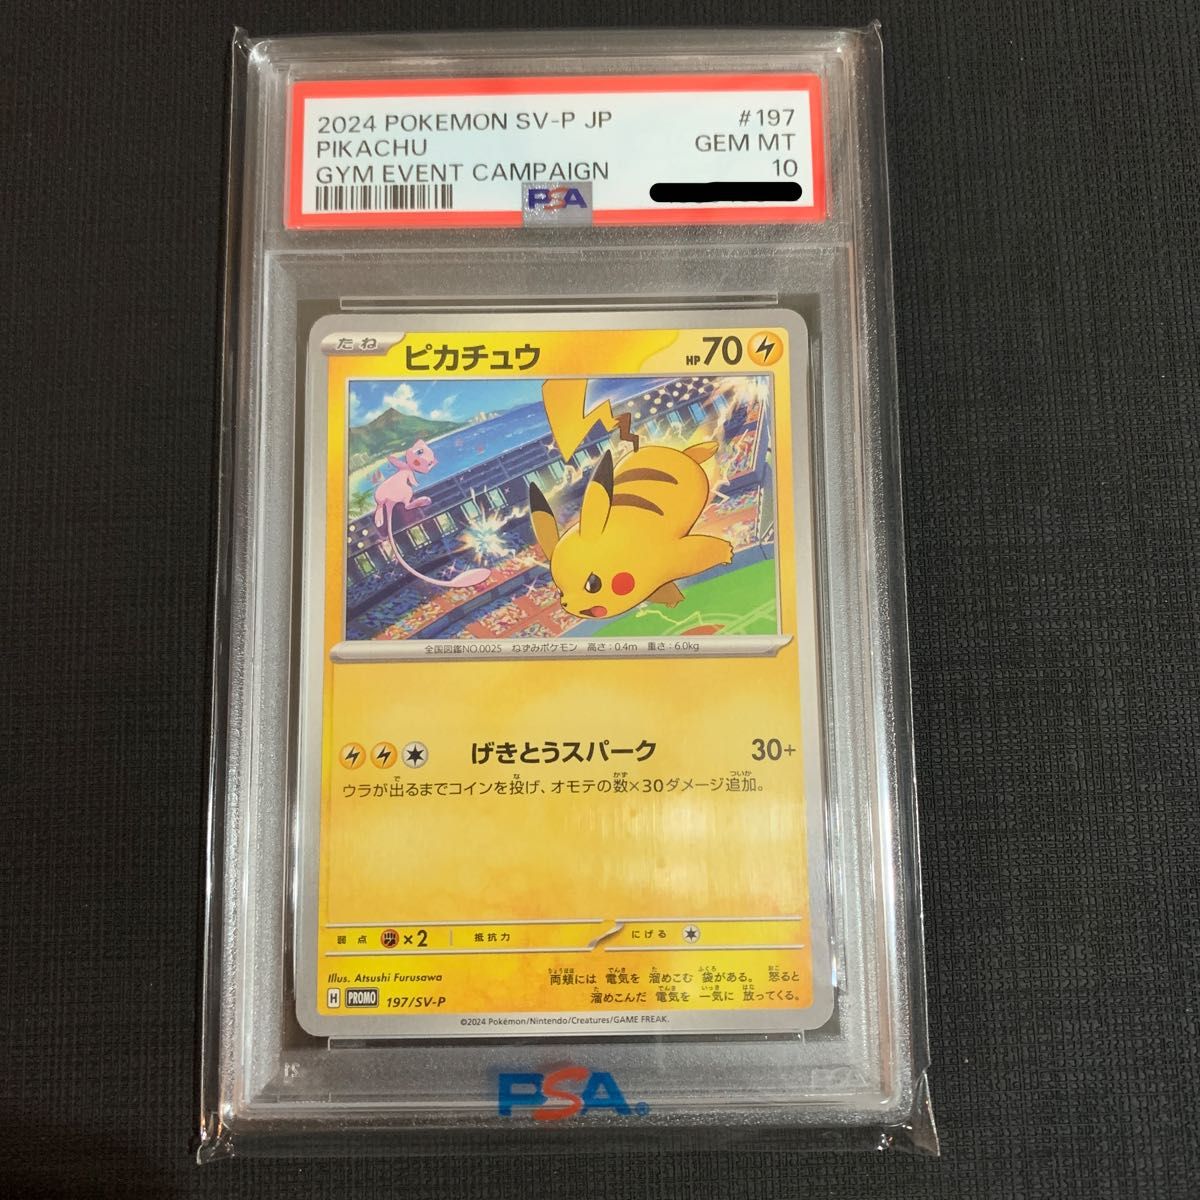 2024 POKEMON SV-P JP #197
PIKACHU GEM MT
GYM EVENT CAMPAIGN 10
PSA
たね ピカチュウ HP70
全国図鑑NO.0025 ねずみポケモン 高さ:0.4m 重さ:6.0kg
げきとうスパーク 30+
ウラが出るまでコインを投げ、オモテの数×30ダメージ追加。
弱点 ×2 抵抗力 にげる
Illus. Atsushi Furusawa
両頬には 電気を 溜めこむ 袋がある。 怒ると
溜めこんだ 電気を 一気に 放ってくる。
H PROMO 197/SV-P
©2024 Pokémon/Nintendo/Creatures/GAME FREAK.
PSA®